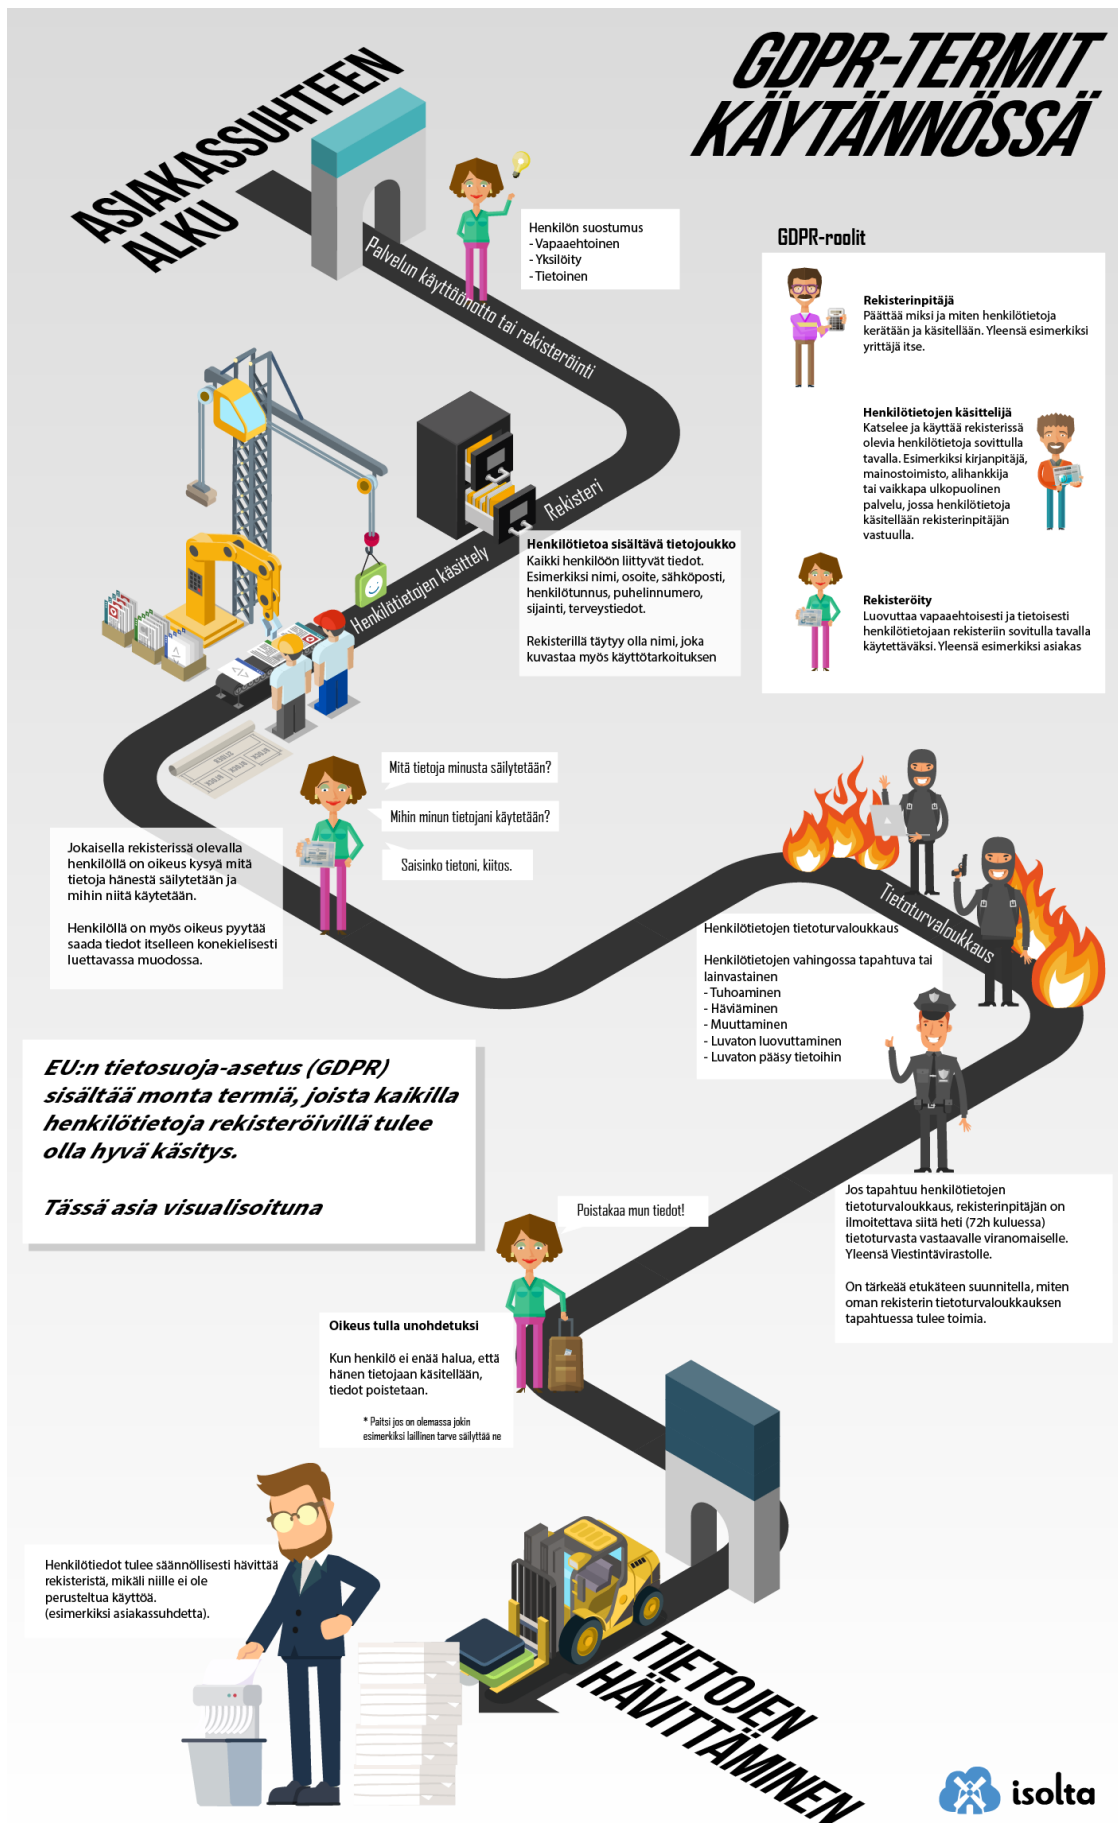 GDPR-TERMIT
KÄYTÄNNÖSSÄ
ASIAKASSUHTEEN
ALKU
Palvelun käyttöönotto tai rekisteröinti
Henkilön suostumus
- Vapaaehtoinen
- Yksilöity
- Tietoinen
GDPR-roolit
Rekisterinpitäjä
Päättää miksi ja miten henkilötietoja
kerätään ja käsitellään. Yleensä esimerkiksi
yrittäjä itse.
Henkilötietojen käsittelijä
Katselee ja käyttää rekisterissä
olevia henkilötietoja sovittulla
tavalla. Esimerkiksi kirjanpitäjä,
mainostoimisto, alihankkija
tai vaikkapa ulkopuolinen
palvelu, jossa henkilötietoja
käsitellään rekisterinpitäjän
vastuulla.
Rekisteröity
Luovuttaa vapaaehtoisesti ja tietoisesti
henkilötietojaan rekisteriin sovitulla tavalla
käytettäväksi. Yleensä esimerkiksi asiakas
Rekisteri
Henkilötietojen käsittely
Henkilötietoa sisältävä tietojoukko
Kaikki henkilöön liittyvät tiedot.
Esimerkiksi nimi, osoite, sähköposti,
henkilötunnus, puhelinnumero,
sijainti, terveystiedot.
Rekisterillä täytyy olla nimi, joka
kuvastaa myös käyttötarkoituksen
Mitä tietoja minusta säilytetään?
Mihin minun tietojani käytetään?
Saisinko tietoni, kiitos.
Jokaisella rekisterissä olevalla
henkilöllä on oikeus kysyä mitä
tietoja hänestä säilytetään ja
mihin niitä käytetään.
Henkilöllä on myös oikeus pyytää
saada tiedot itselleen konekielisesti
luettavassa muodossa.
Tietoturvaloukkaus
Henkilötietojen tietoturvaloukkaus
Henkilötietojen vahingossa tapahtuva tai
lainvastainen
- Tuhoaminen
- Häviäminen
- Muuttaminen
- Luvaton luovuttaminen
- Luvaton pääsy tietoihin
EU:n tietosuoja-asetus (GDPR)
sisältää monta termiä, joista kaikilla
henkilötietoja rekisteröivillä tulee
olla hyvä käsitys.
Tässä asia visualisoituna
Jos tapahtuu henkilötietojen
tietoturvaloukkaus, rekisterinpitäjän on
ilmoitettava siitä heti (72h kuluessa)
tietoturvasta vastaavalle viranomaiselle.
Yleensä Viestintävirastolle.
On tärkeää etukäteen suunnitella, miten
oman rekisterin tietoturvaloukkauksen
tapahtuessa tulee toimia.
Poistakaa mun tiedot!
Oikeus tulla unohdetuksi
Kun henkilö ei enää halua, että
hänen tietojaan käsitellään,
tiedot poistetaan.
* Paitsi jos on olemassa jokin
esimerkiksi laillinen tarve säilyttää ne
Henkilötiedot tulee säännöllisesti hävittää
rekisteristä, mikäli niille ei ole
perusteltua käyttöä.
(esimerkiksi asiakassuhdetta).
TIETOJEN
HÄVITTÄMINEN
isolta